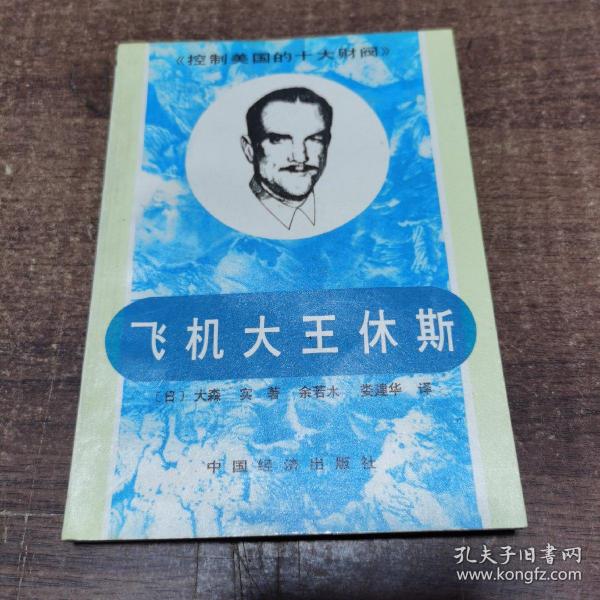 《控制美国的十大财阀》
飞机大王休斯
〔日〕大森 实 著 余若水 娄建华 译
中国经济出版社
孔夫子旧书网
www.kongfz.com